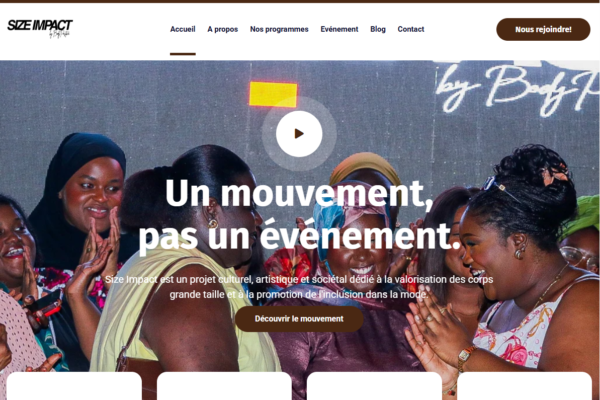 SIZE IMPACT
Accueil
A propos
Nos programmes
Evénement
Blog
Contact
Nous rejoindre!
by Body P
Un mouvement,
pas un événement.
Size Impact est un projet culturel, artistique et sociétal dédié à la valorisation des corps
grande taille et à la promotion de l'inclusion dans la mode.
Découvrir le mouvement